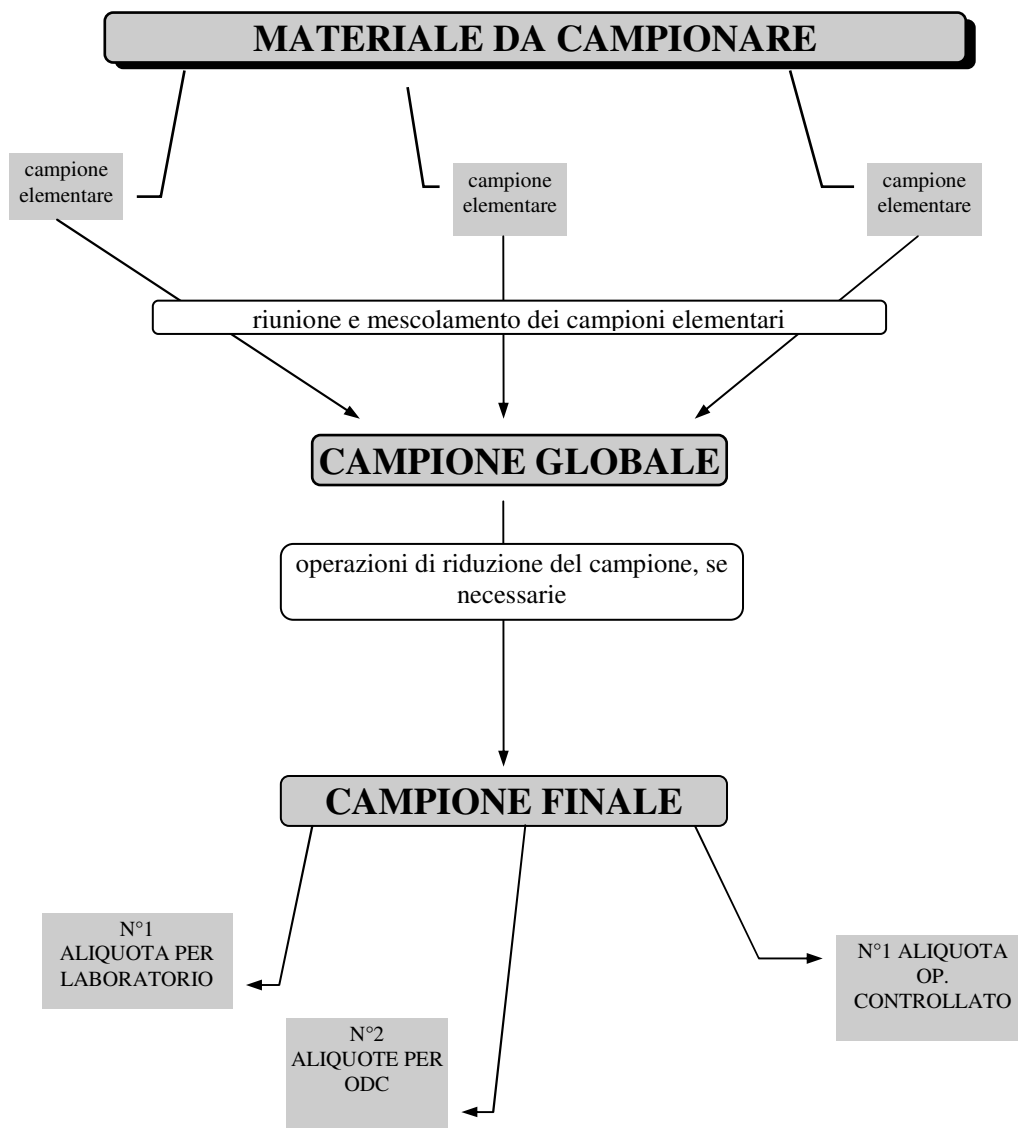 MATERIALE DA CAMPIONARE
campione
elementare
campione
elementare
campione
elementare
riunione e mescolamento dei campioni elementari
CAMPIONE GLOBALE
operazioni di riduzione del campione, se
necessarie
CAMPIONE FINALE
N°1
ALIQUOTA PER
LABORATORIO
N°2
ALIQUOTE PER
ODC
N°1 ALIQUOTA
OP.
CONTROLLATO